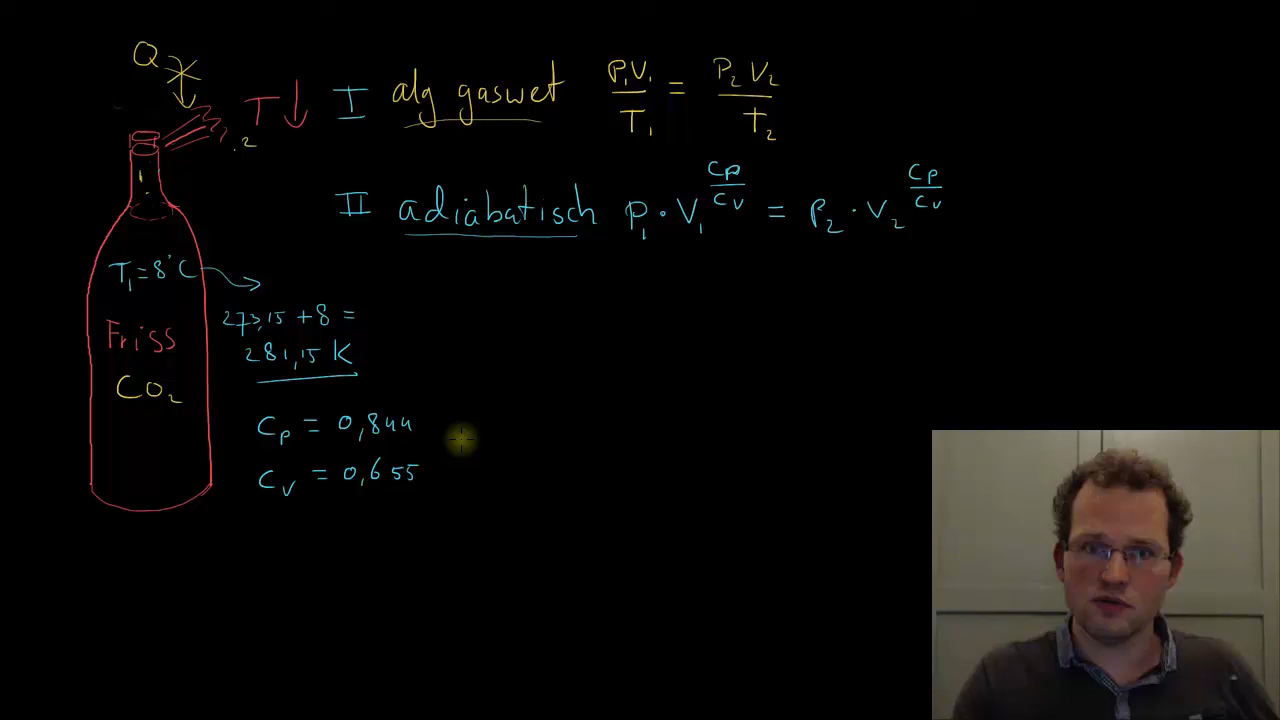 Q
T↓
.2
I alg gaswet P₁V₁/T₁ = P₂V₂/T₂
II adiabatisch P₁·V₁^(Cp/Cv) = P₂·V₂^(Cp/Cv)
T₁=8°C
273,15 + 8 =
281,15 K
Friss
CO₂
Cp = 0,844
Cv = 0,655